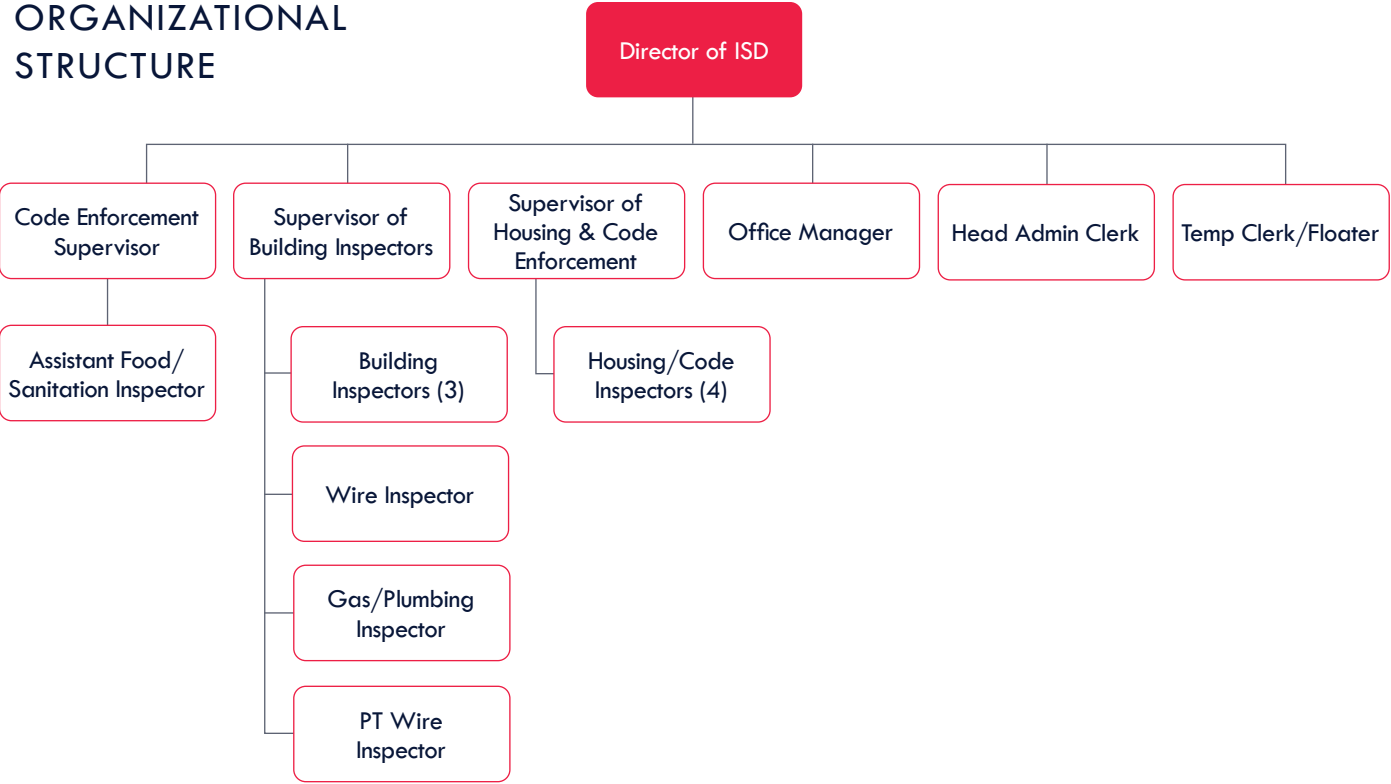 ORGANIZATIONAL
STRUCTURE
Director of ISD
Code Enforcement
Supervisor
Supervisor of
Building Inspectors
Supervisor of
Housing & Code
Enforcement
Office Manager
Head Admin Clerk
Temp Clerk/Floater
Assistant Food/
Sanitation Inspector
Building
Inspectors (3)
Housing/Code
Inspectors (4)
Wire Inspector
Gas/Plumbing
Inspector
PT Wire
Inspector